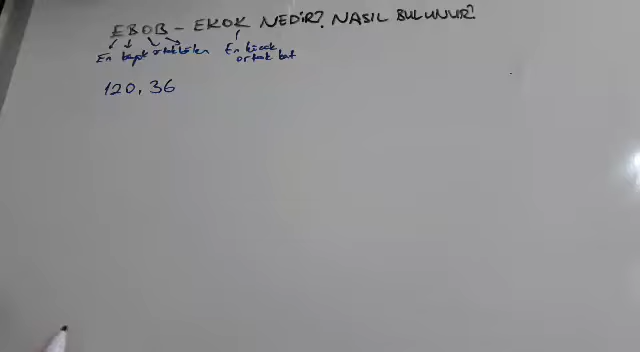 EBOB - EKOK NEDİR? NASIL BULUNUR?
En büyük ortak bölen En küçük
ortak kat
120, 36